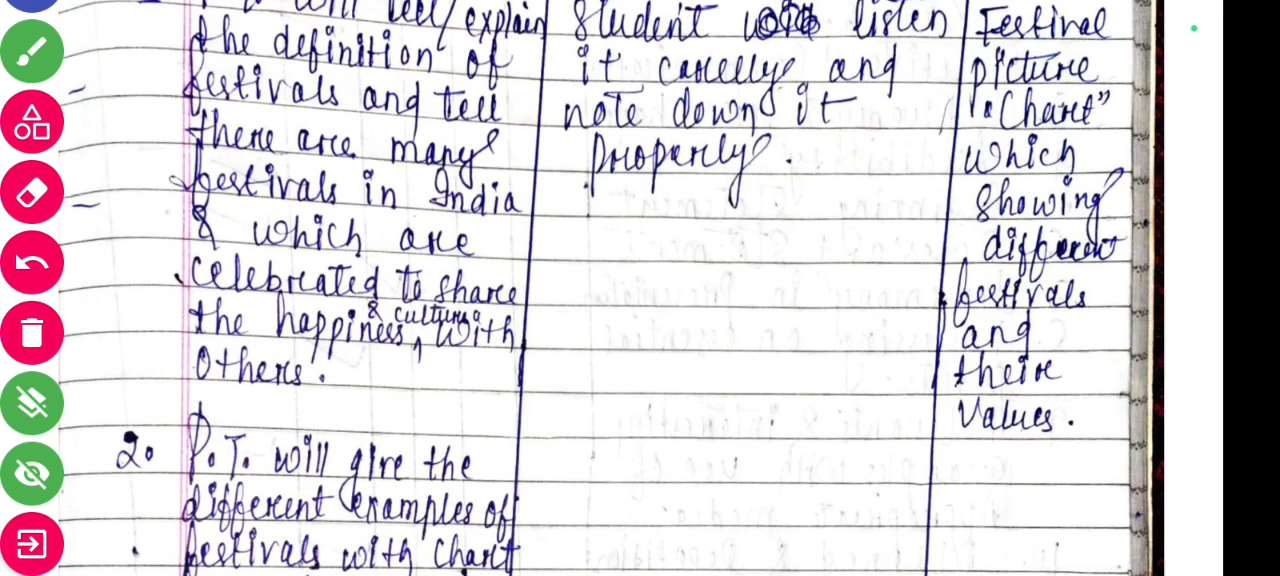 will tell/explain
the definition of
festivals and tell
there are many
festivals in India
& which are
celebrated to share
the happiness & culture with
others.
2. P.T. will give the
different examples of
festivals with chart
Student will listen
it carefully and
note down it
properly.
Festival
picture
"Chart"
which
showing
different
festivals
and
their
values.